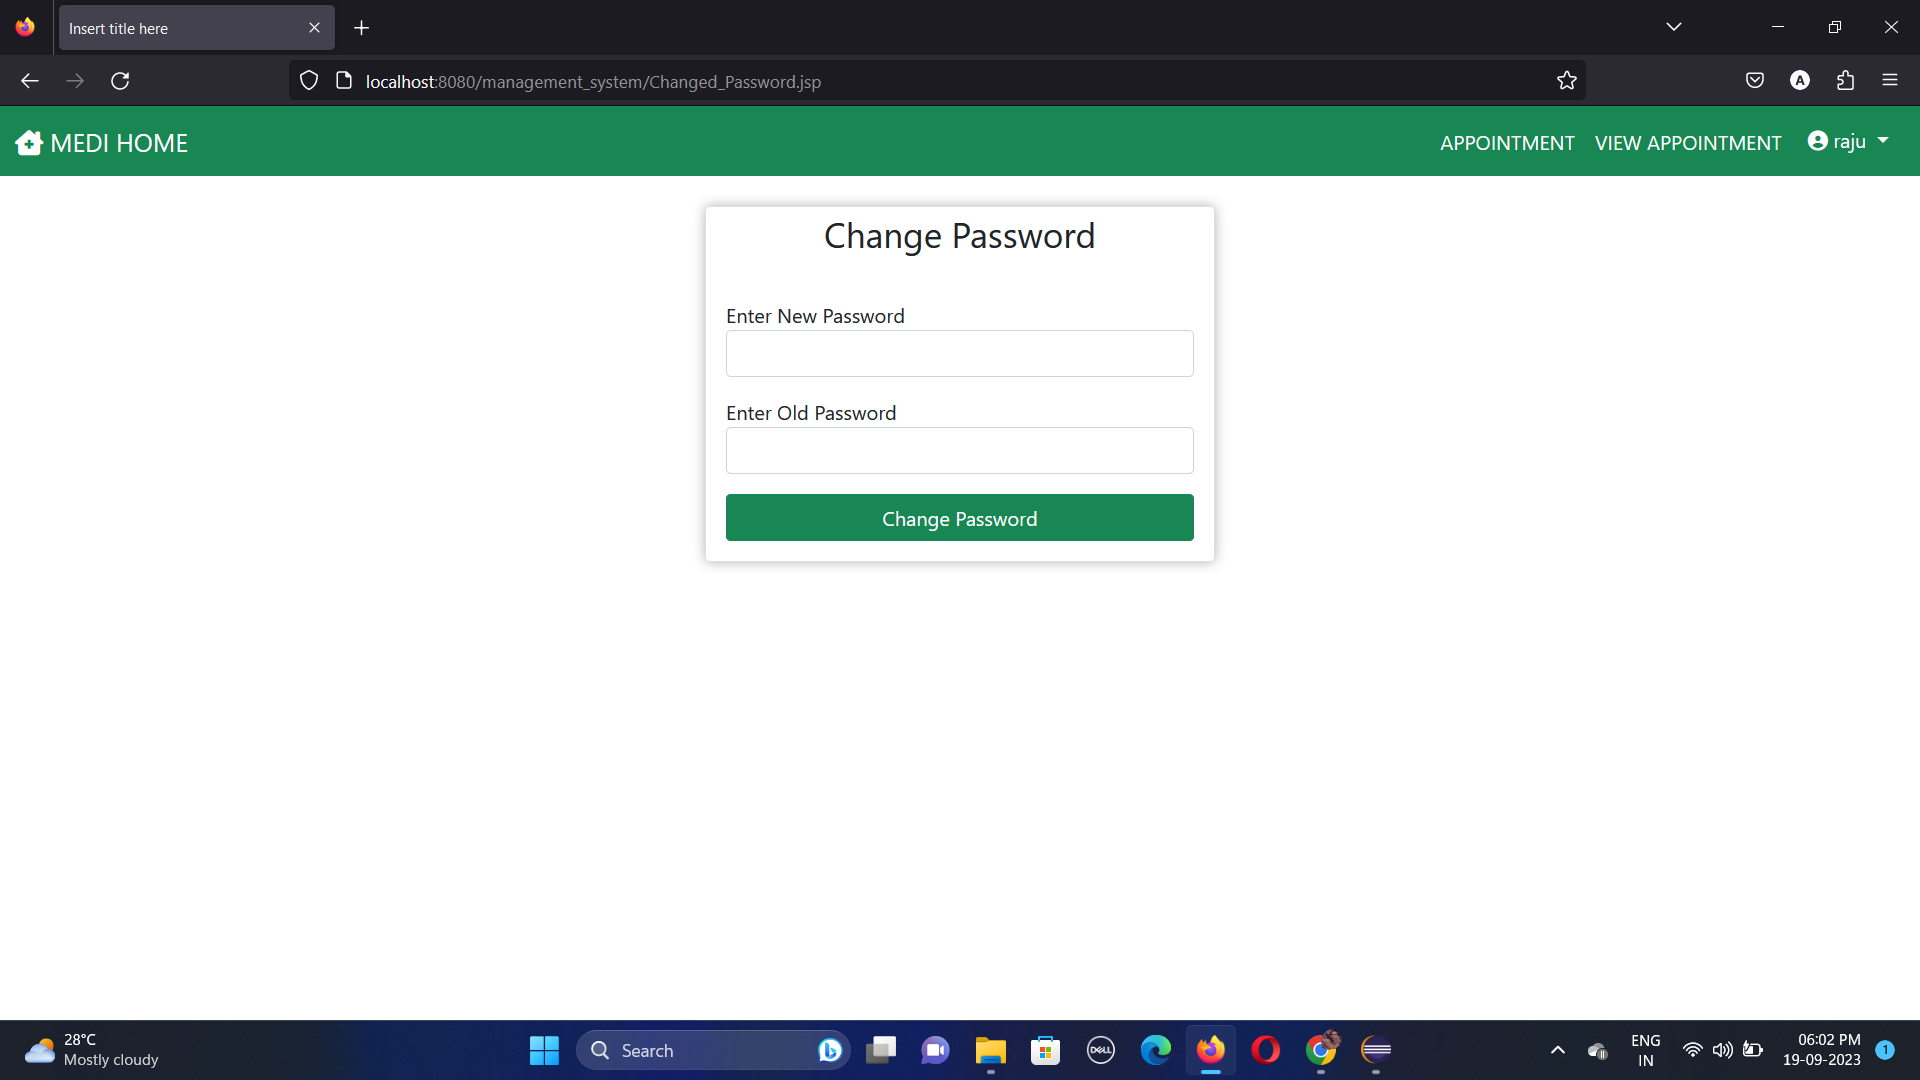 Insert title here
localhost:8080/management_system/Changed_Password.jsp
A
MEDI HOME
APPOINTMENT
VIEW APPOINTMENT
raju
Change Password
Enter New Password
Enter Old Password
Change Password
28°C
Mostly cloudy
Search
DELL
ENG
IN
06:02 PM
19-09-2023
1